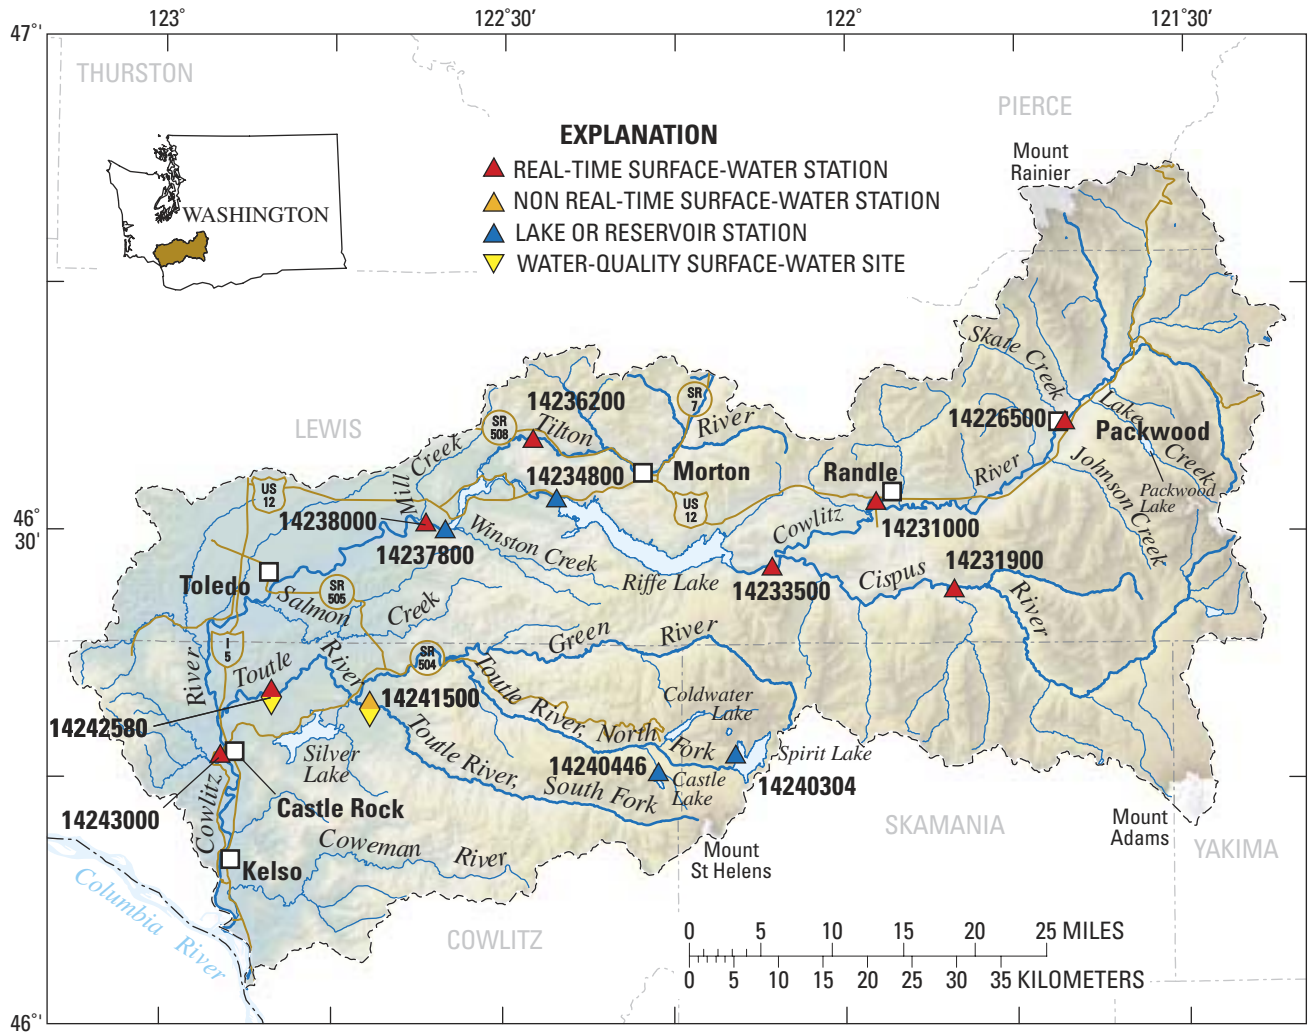 123°
122°30'
122°
121°30'
47°'
THURSTON
PIERCE
EXPLANATION
REAL-TIME SURFACE-WATER STATION
NON REAL-TIME SURFACE-WATER STATION
LAKE OR RESERVOIR STATION
WATER-QUALITY SURFACE-WATER SITE
WASHINGTON
Mount
Rainier
Skate Creek
LEWIS
14236200
SR
7
SR
508
Tilton
River
14226500
Lake
Creek
Packwood
Mill Creek
14234800
Morton
Randle
River
Johnson Creek
Packwood
Lake
US
12
US
12
14238000
14237800
Winston Creek
Cowlitz
14231000
46°
30'
Riffe Lake
14233500
Cispus
River
14231900
Toledo
SR
505
Salmon
Creek
Green
River
I
5
SR
504
River
Toutle
River
14241500
Toutle River,
North
Fork
Coldwater
Lake
14242580
Silver
Lake
Toutle River,
South Fork
14240446
Castle
Lake
Spirit Lake
14240304
14243000
Cowlitz
Castle Rock
Coweman
River
SKAMANIA
Mount
Adams
YAKIMA
Mount
St Helens
Kelso
Columbia
River
COWLITZ
0 5 10 15 20 25 MILES
0 5 10 15 20 25 30 35 KILOMETERS
46°'